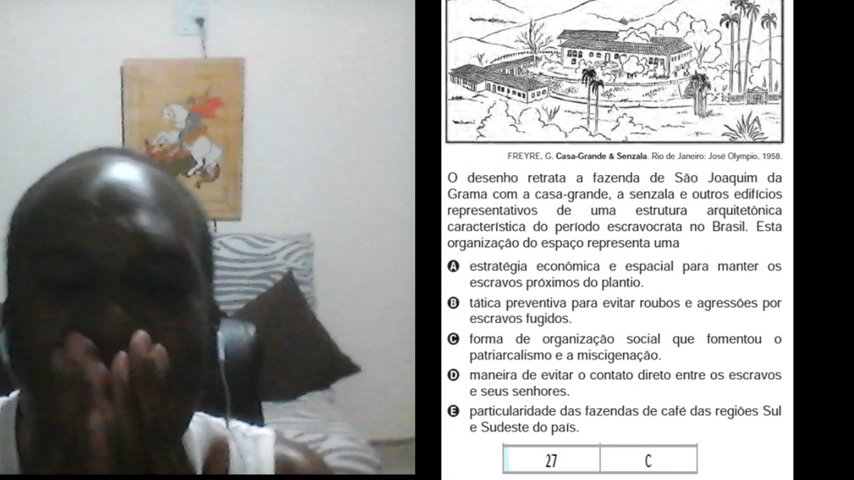 FREYRE, G. Casa-Grande & Senzala. Rio de Janeiro: José Olympio, 1958.
O desenho retrata a fazenda de São Joaquim da
Grama com a casa-grande, a senzala e outros edifícios
representativos de uma estrutura arquitetônica
característica do período escravocrata no Brasil. Esta
organização do espaço representa uma
A estratégia econômica e espacial para manter os
escravos próximos do plantio.
B tática preventiva para evitar roubos e agressões por
escravos fugidos.
C forma de organização social que fomentou o
patriarcalismo e a miscigenação.
D maneira de evitar o contato direto entre os escravos
e seus senhores.
E particularidade das fazendas de café das regiões Sul
e Sudeste do país.
27 C